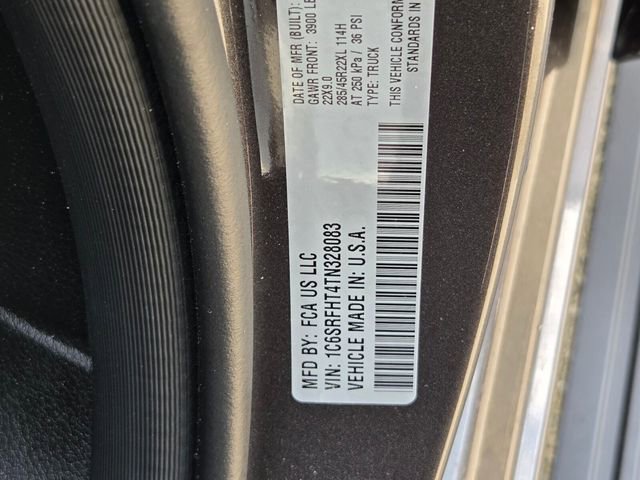 DATE OF MFR (BUILT):
GAWR FRONT: 3900 LB
22X9.0
285/45R22XL 114H
AT 250 kPa / 36 PSI
TYPE: TRUCK
THIS VEHICLE CONFORM
STANDARDS IN
MFD BY: FCA US LLC
VIN: 1C6SRFHT4TN328083
VEHICLE MADE IN: U.S.A.